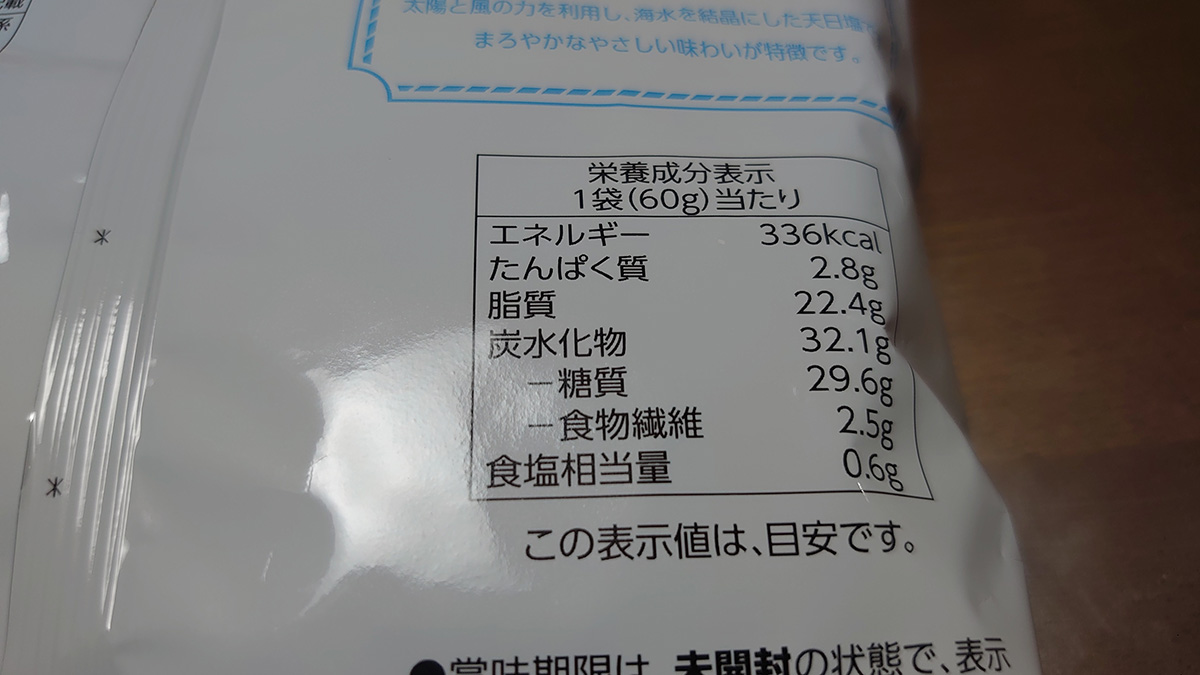 太陽と風の力を利用し、海水を結晶にした天日塩で
まろやかなやさしい味わいが特徴です。
栄養成分表示
1袋(60g)当たり
エネルギー 336kcal
たんぱく質 2.8g
脂質 22.4g
炭水化物 32.1g
－糖質 29.6g
－食物繊維 2.5g
食塩相当量 0.6g
この表示値は、目安です。
●賞味期限は、未開封の状態で、表示